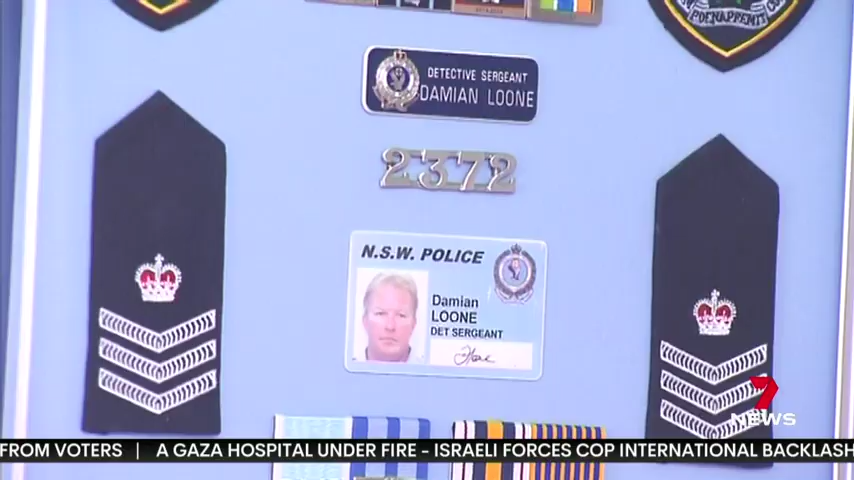 DETECTIVE SERGEANT
DAMIAN LOONE
2372
N.S.W. POLICE
Damian
LOONE
DET SERGEANT
7
NEWS
FROM VOTERS | A GAZA HOSPITAL UNDER FIRE - ISRAELI FORCES COP INTERNATIONAL BACKLASH